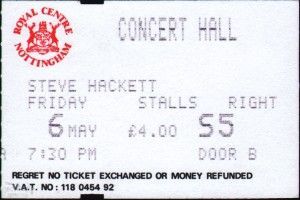 ROYAL CENTRE
NOTTINGHAM
CONCERT HALL
STEVE HACKETT
FRIDAY STALLS RIGHT
6 MAY £4.00 S5
7:30 PM DOOR B
REGRET NO TICKET EXCHANGED OR MONEY REFUNDED
V.A.T. NO: 118 0454 92